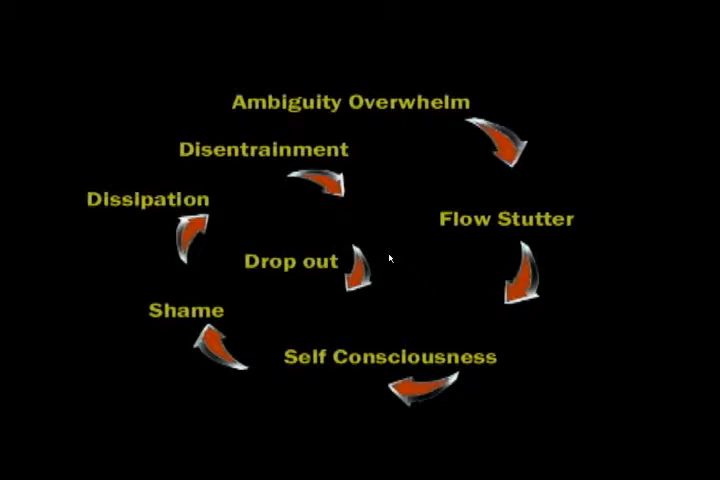 Ambiguity Overwhelm
Disentrainment
Dissipation
Flow Stutter
Drop out
Shame
Self Consciousness